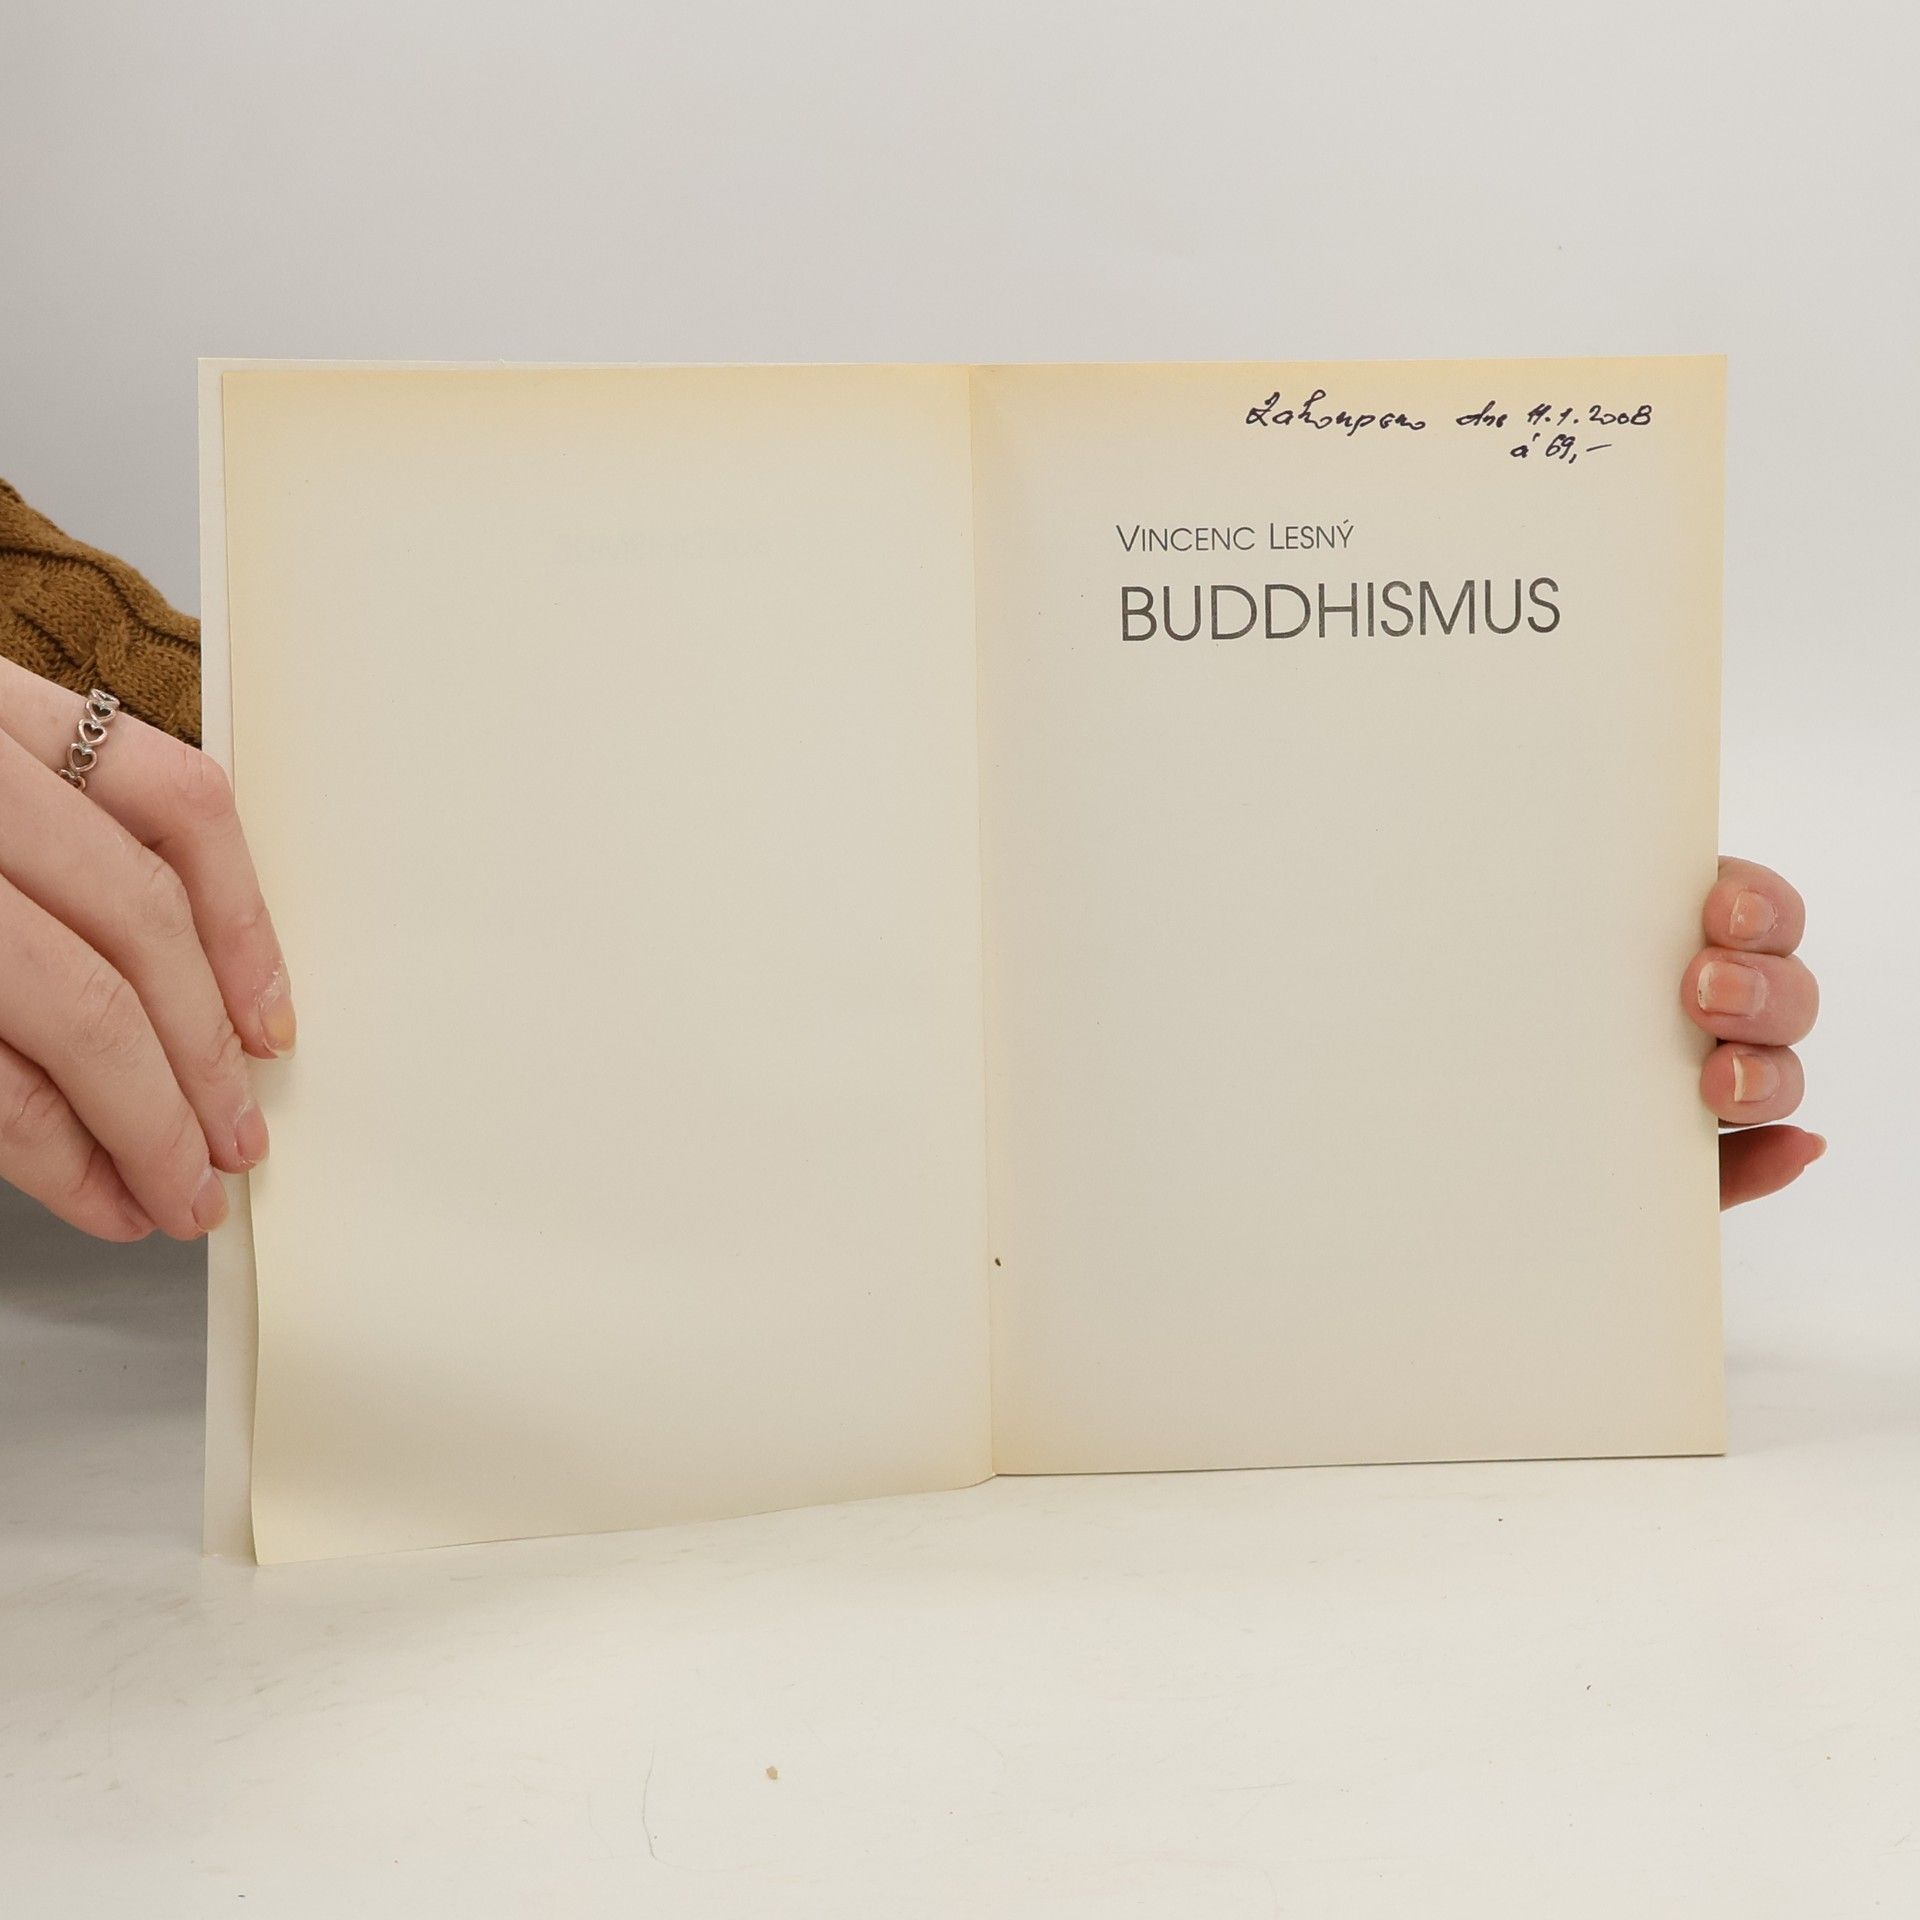 Zakoupeno dne 11.1.2008
á 69,-
VINCENC LESNÝ
BUDDHISMUS